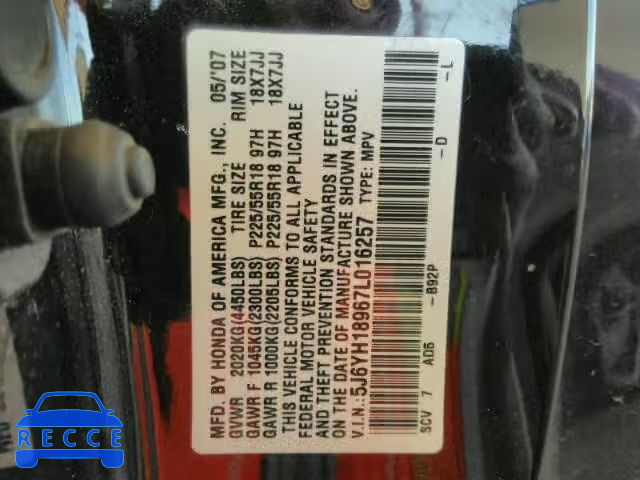 MFD. BY HONDA OF AMERICA MFG., INC. 05/'07
GVWR 2020KG(4450LBS) TIRE SIZE RIM SIZE
GAWR F 1045KG(2300LBS) P225/55R18 97H 18X7JJ
GAWR R 1000KG(2205LBS) P225/55R18 97H 18X7JJ
THIS VEHICLE CONFORMS TO ALL APPLICABLE
FEDERAL MOTOR VEHICLE SAFETY
AND THEFT PREVENTION STANDARDS IN EFFECT
ON THE DATE OF MANUFACTURE SHOWN ABOVE.
V.I.N.:5J6YH18967L016257 TYPE: MPV
SCV 7 AD5 -B92P -D -L
RECCE